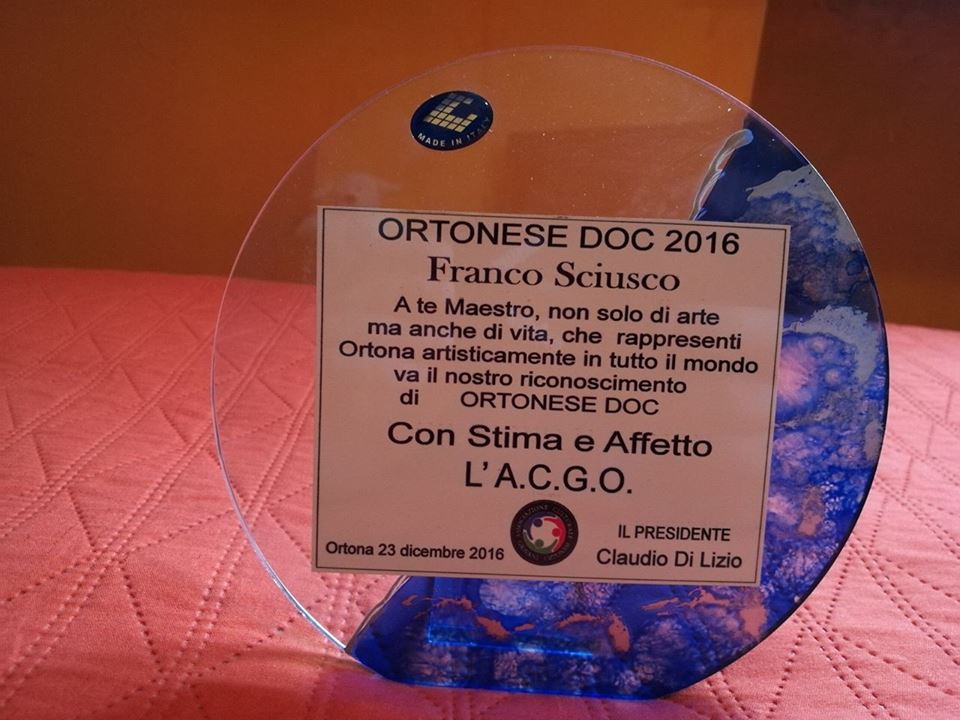 MADE IN ITALY
ORTONESE DOC 2016
Franco Sciusco
A te Maestro, non solo di arte
ma anche di vita, che rappresenti
Ortona artisticamente in tutto il mondo
va il nostro riconoscimento
di ORTONESE DOC
Con Stima e Affetto
L' A.C.G.O.
IL PRESIDENTE
Ortona 23 dicembre 2016
Claudio Di Lizio